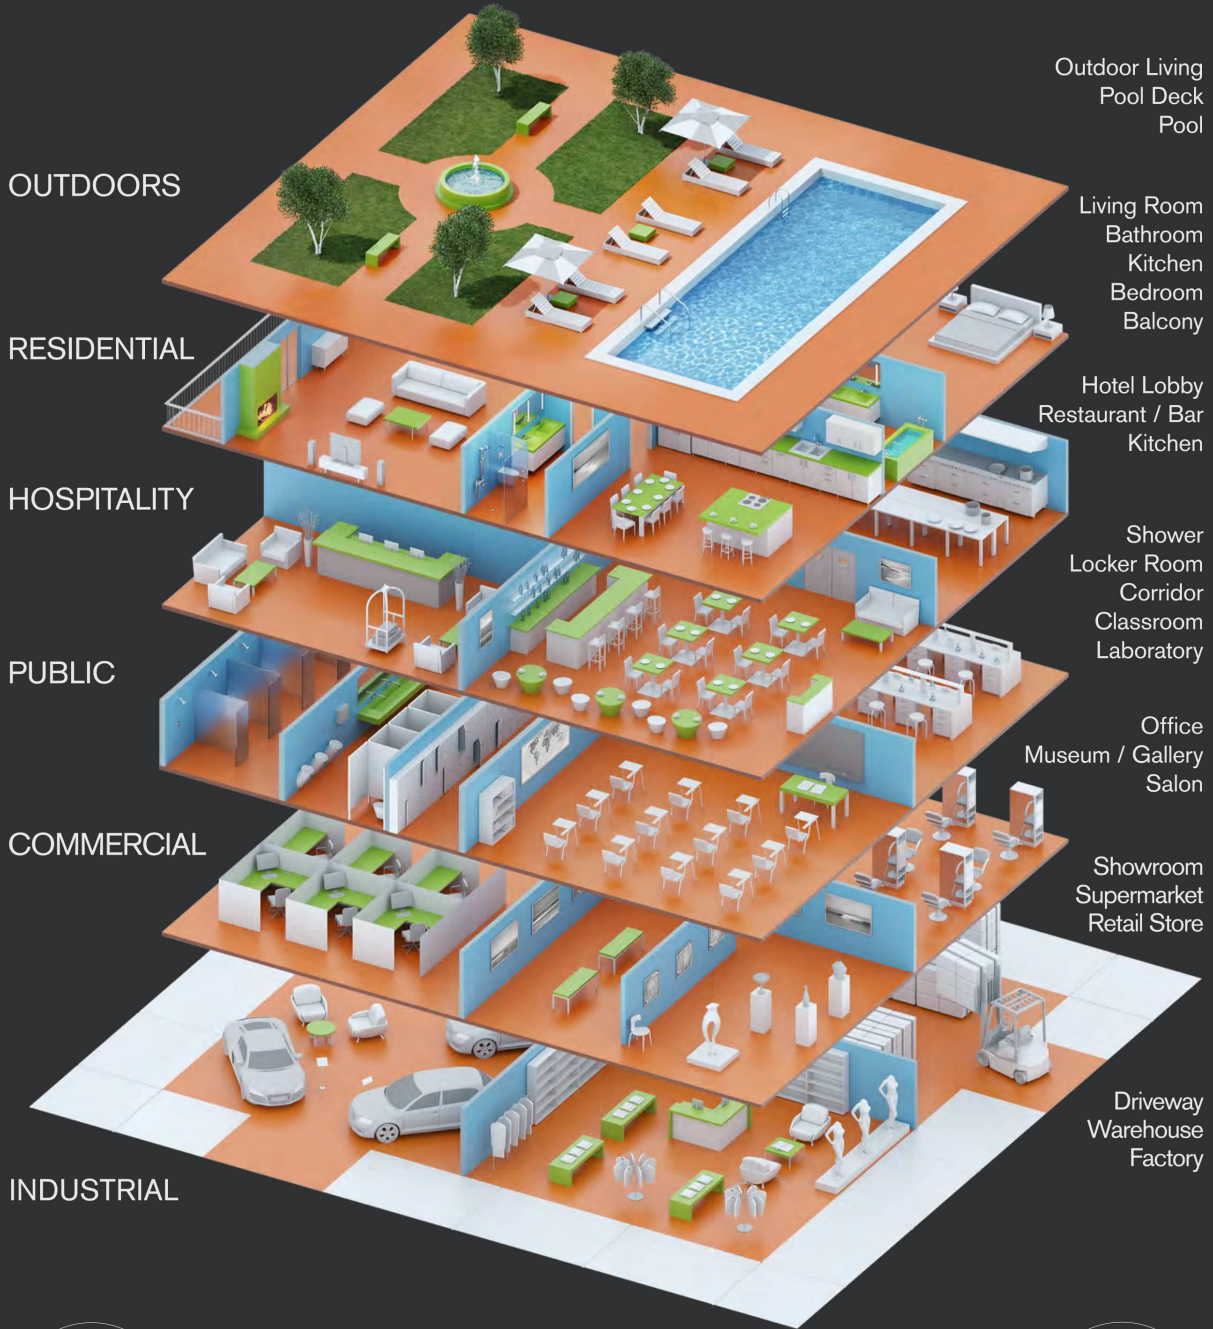 Outdoor Living
Pool Deck
Pool
OUTDOORS
Living Room
Bathroom
Kitchen
Bedroom
Balcony
RESIDENTIAL
Hotel Lobby
Restaurant / Bar
Kitchen
HOSPITALITY
Shower
Locker Room
Corridor
Classroom
Laboratory
PUBLIC
Office
Museum / Gallery
Salon
COMMERCIAL
Showroom
Supermarket
Retail Store
Driveway
Warehouse
Factory
INDUSTRIAL